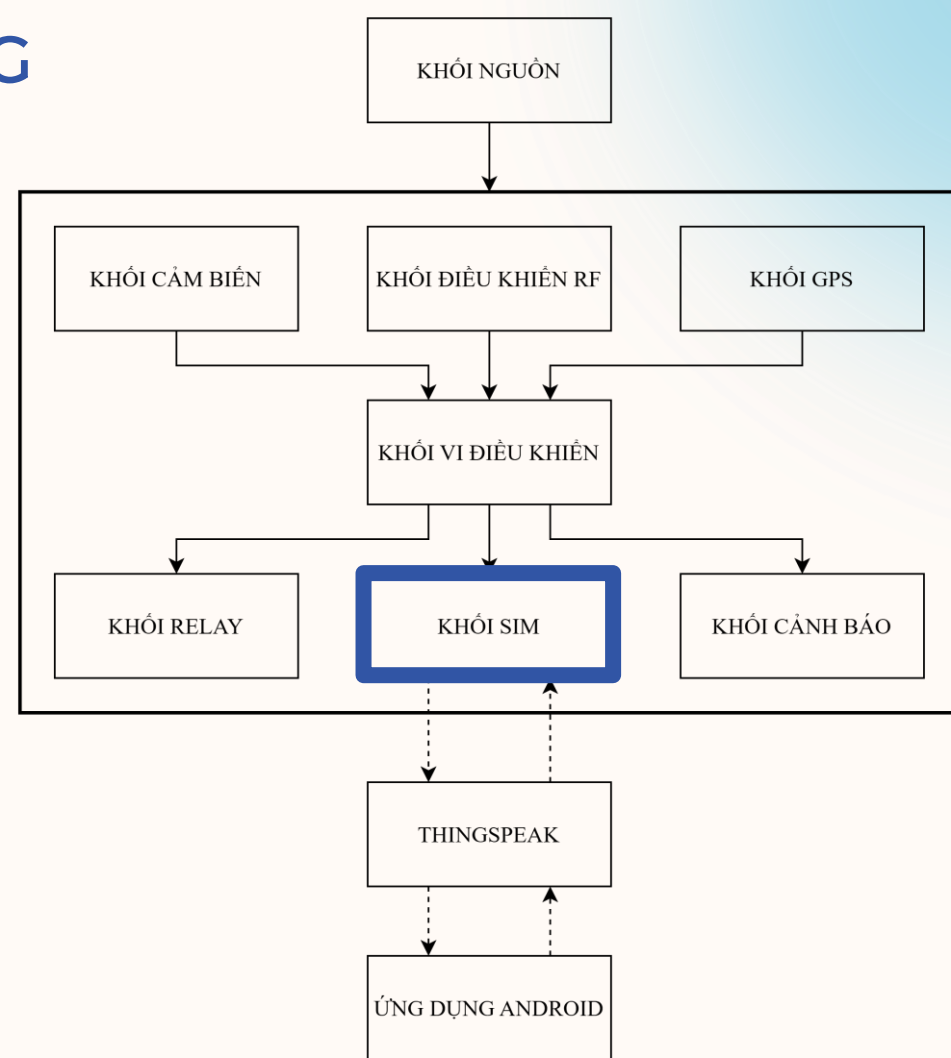 G
KHỐI NGUỒN
KHỐI CẢM BIẾN
KHỐI ĐIỀU KHIỂN RF
KHỐI GPS
KHỐI VI ĐIỀU KHIỂN
KHỐI RELAY
KHỐI SIM
KHỐI CẢNH BÁO
THINGSPEAK
ỨNG DỤNG ANDROID